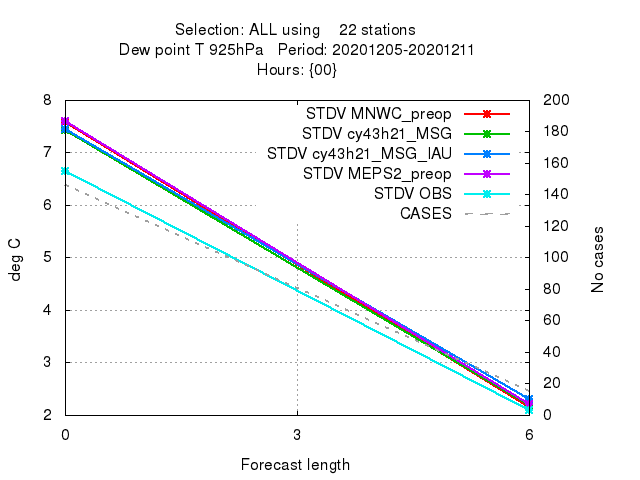 Selection: ALL using    22 stations
Dew point T 925hPa   Period: 20201205-20201211
Hours: {00}
STDV MNWC_preop
STDV cy43h21_MSG
STDV cy43h21_MSG_IAU
STDV MEPS2_preop
STDV OBS
CASES
deg C
8
7
6
5
4
3
2
200
180
160
140
120
100
80
60
40
20
0
No cases
0 3 6
Forecast length